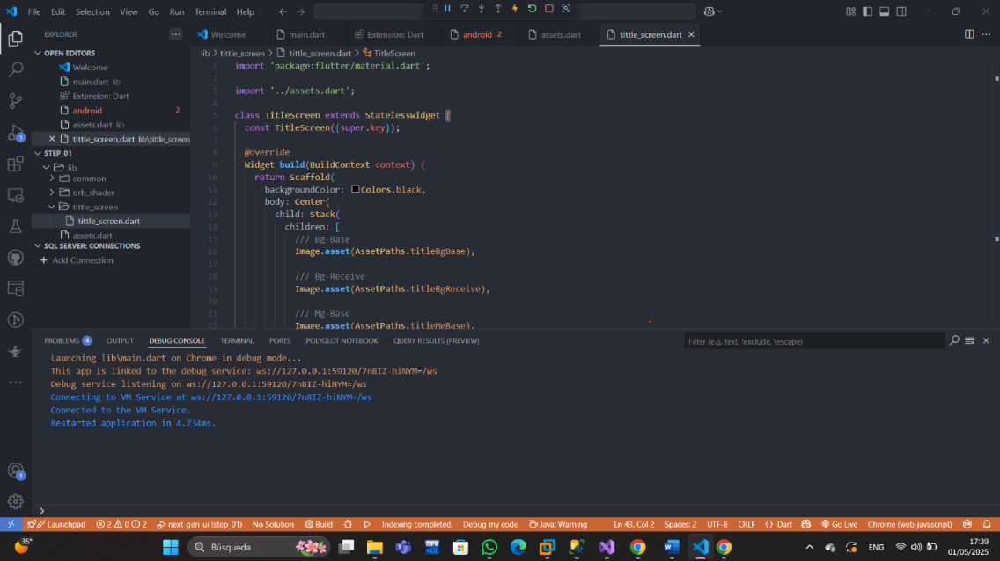 File Edit Selection View Go Run Terminal Help
EXPLORER
Welcome main.dart Extension: Dart android 2 assets.dart tittle_screen.dart
lib > tittle_screen > tittle_screen.dart > TitleScreen
OPEN EDITORS
Welcome
main.dart lib
Extension: Dart
android 2
assets.dart lib
tittle_screen.dart lib\tittle_screen
STEP_01
lib
common
orb_shader
tittle_screen
tittle_screen.dart
assets.dart
SQL SERVER: CONNECTIONS
Add Connection
1 import 'package:flutter/material.dart';
2
3 import '../assets.dart';
4
5 class TitleScreen extends StatelessWidget {
6 const TitleScreen({super.key});
7
8 @override
9 Widget build(BuildContext context) {
10 return Scaffold(
11 backgroundColor: Colors.black,
12 body: Center(
13 child: Stack(
14 children: [
15 /// Bg-Base
16 Image.asset(AssetPaths.titleBgBase),
17
18 /// Bg-Receive
19 Image.asset(AssetPaths.titleBgReceive),
20
21 /// Mg-Base
22 Image.asset(AssetPaths.titleMgBase),
PROBLEMS 4 OUTPUT DEBUG CONSOLE TERMINAL PORTS POLYGLOT NOTEBOOK QUERY RESULTS (PREVIEW)
Filter (e.g. text, !exclude, \escape)
Launching lib\main.dart on Chrome in debug mode...
This app is linked to the debug service: ws://127.0.0.1:59120/7n8IZ-hiNYM=/ws
Debug service listening on ws://127.0.0.1:59120/7n8IZ-hiNYM=/ws
Connecting to VM Service at ws://127.0.0.1:59120/7n8IZ-hiNYM=/ws
Connected to the VM Service.
Restarted application in 4.734ms.
1
1
Launchpad 2 0 2 next_gen_ui (step_01) No Solution Build Indexing completed. Debug my code Java: Warning Ln 43, Col 2 Spaces: 2 UTF-8 CRLF {} Dart Go Live Chrome (web-javascript)
35° Búsqueda DEV ENG 17:39
01/05/2025